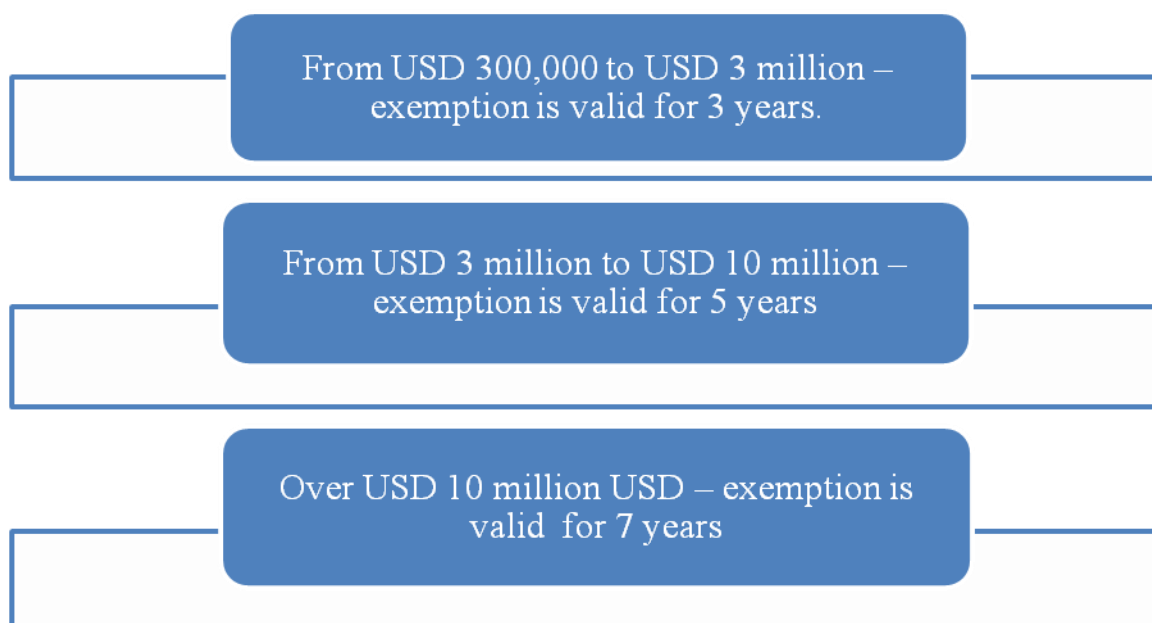 From USD 300,000 to USD 3 million –
exemption is valid for 3 years.
From USD 3 million to USD 10 million –
exemption is valid for 5 years
Over USD 10 million USD – exemption is
valid  for 7 years